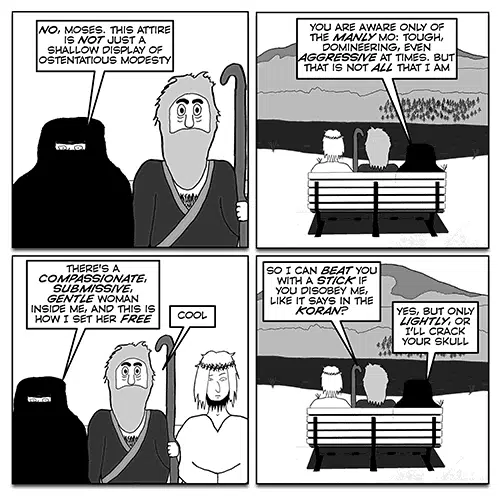 NO, MOSES. THIS ATTIRE
IS NOT JUST A
SHALLOW DISPLAY OF
OSTENTATIOUS MODESTY
YOU ARE AWARE ONLY OF
THE MANLY MO: TOUGH,
DOMINEERING, EVEN
AGGRESSIVE AT TIMES. BUT
THAT IS NOT ALL THAT I AM
THERE'S A
COMPASSIONATE,
SUBMISSIVE,
GENTLE WOMAN
INSIDE ME, AND THIS IS
HOW I SET HER FREE
COOL
SO I CAN BEAT YOU
WITH A STICK IF
YOU DISOBEY ME,
LIKE IT SAYS IN THE
KORAN?
YES, BUT ONLY
LIGHTLY, OR
I'LL CRACK
YOUR SKULL